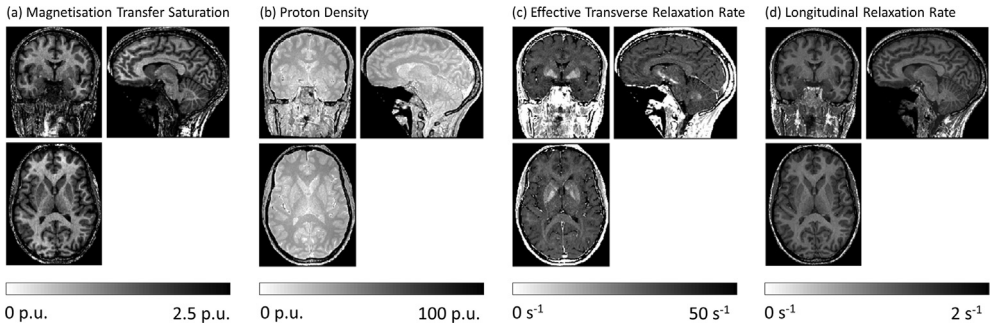 (a) Magnetisation Transfer Saturation
(b) Proton Density
(c) Effective Transverse Relaxation Rate
(d) Longitudinal Relaxation Rate
0 p.u. 2.5 p.u.
0 p.u. 100 p.u.
0 s⁻¹ 50 s⁻¹
0 s⁻¹ 2 s⁻¹